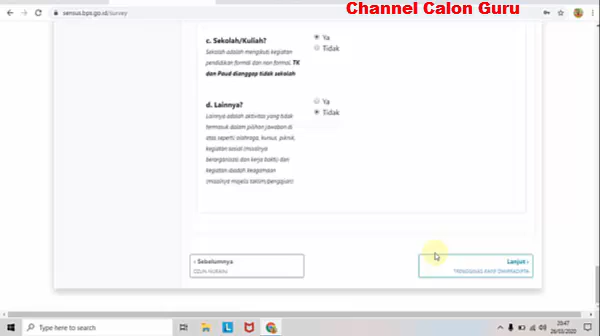 Channel Calon Guru
sensus.bps.go.id/survey
c. Sekolah/Kuliah?
Sekolah adalah mengikuti kegiatan
pendidikan formal dan non formal, TK
dan Paud dianggap tidak sekolah
Ya
Tidak
d. Lainnya?
Lainnya adalah aktivitas yang tidak
termasuk dalam pilihan jawaban di
atas seperti olahraga, kursus, piknik,
kegiatan sosial (misalnya
berorganisasi dan kerja bakti) dan
kegiatan ibadah keagamaan
(misalnya majelis taklim/pengajian)
Ya
Tidak
‹ Sebelumnya
Lanjut ›
Type here to search
20:47
26/03/2020